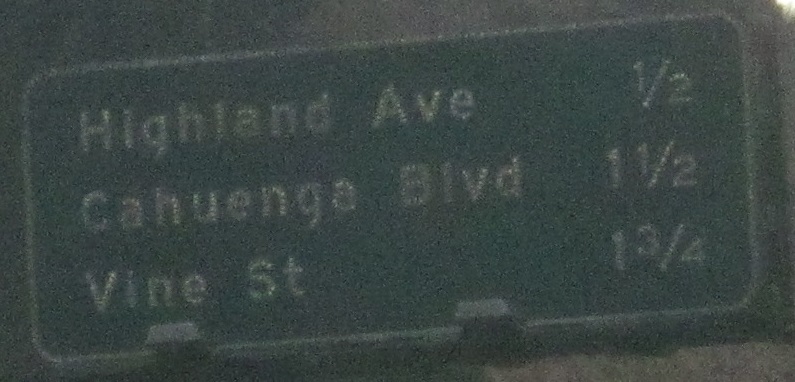 Highland Ave 1/2
Cahuenga Blvd 1 1/2
Vine St 1 3/4